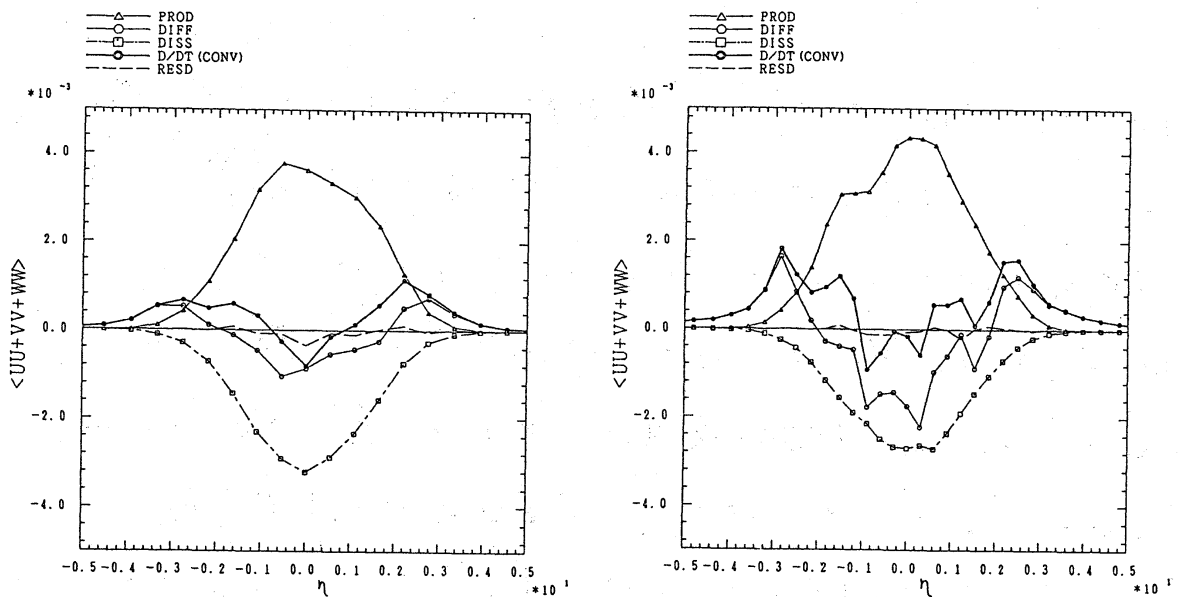 PROD
DIFF
DISS
D/DT (CONV)
RESD
*10 -3
4.0
2.0
0.0
-2.0
-4.0
<UU+VV+WW>
-0.5 -0.4 -0.3 -0.2 -0.1 0.0 0.1 0.2 0.3 0.4 0.5
η
*10 1
PROD
DIFF
DISS
D/DT (CONV)
RESD
*10 -3
4.0
2.0
0.0
-2.0
-4.0
<UU+VV+WW>
-0.5 -0.4 -0.3 -0.2 -0.1 0.0 0.1 0.2 0.3 0.4 0.5
η
*10 1